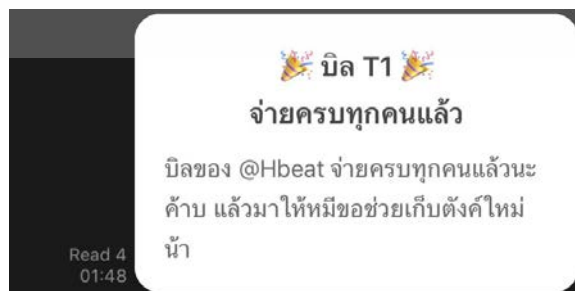 🎉 บิล T1 🎉
จ่ายครบทุกคนแล้ว
บิลของ @Hbeat จ่ายครบทุกคนแล้วนะ
ค้าบ แล้วมาให้หมีขอช่วยเก็บตังค์ใหม่
น้า
Read 4
01:48